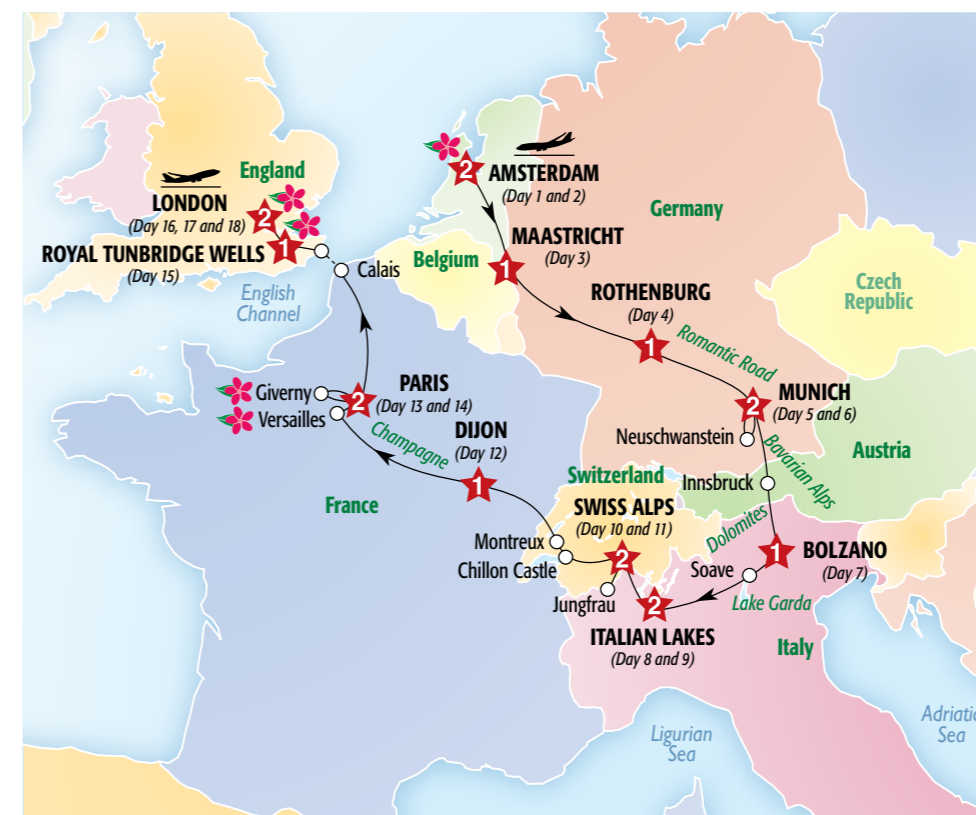 England
2
LONDON
(Day 16, 17 and 18)
2
1
ROYAL TUNBRIDGE WELLS
(Day 15)
English
Channel
Calais
AMSTERDAM
(Day 1 and 2)
MAASTRICHT
(Day 3)
1
Belgium
Germany
ROTHENBURG
(Day 4)
1
Romantic Road
Czech
Republic
MUNICH
(Day 5 and 6)
2
Neuschwanstein
Bavarian Alps
Austria
Innsbruck
Giverny
Versailles
PARIS
(Day 13 and 14)
2
Champagne
DIJON
(Day 12)
1
France
Switzerland
SWISS ALPS
(Day 10 and 11)
2
Montreux
Chillon Castle
Jungfrau
Dolomites
BOLZANO
(Day 7)
1
Soave
Lake Garda
2
ITALIAN LAKES
(Day 8 and 9)
Italy
Ligurian
Sea
Adriatic
Sea